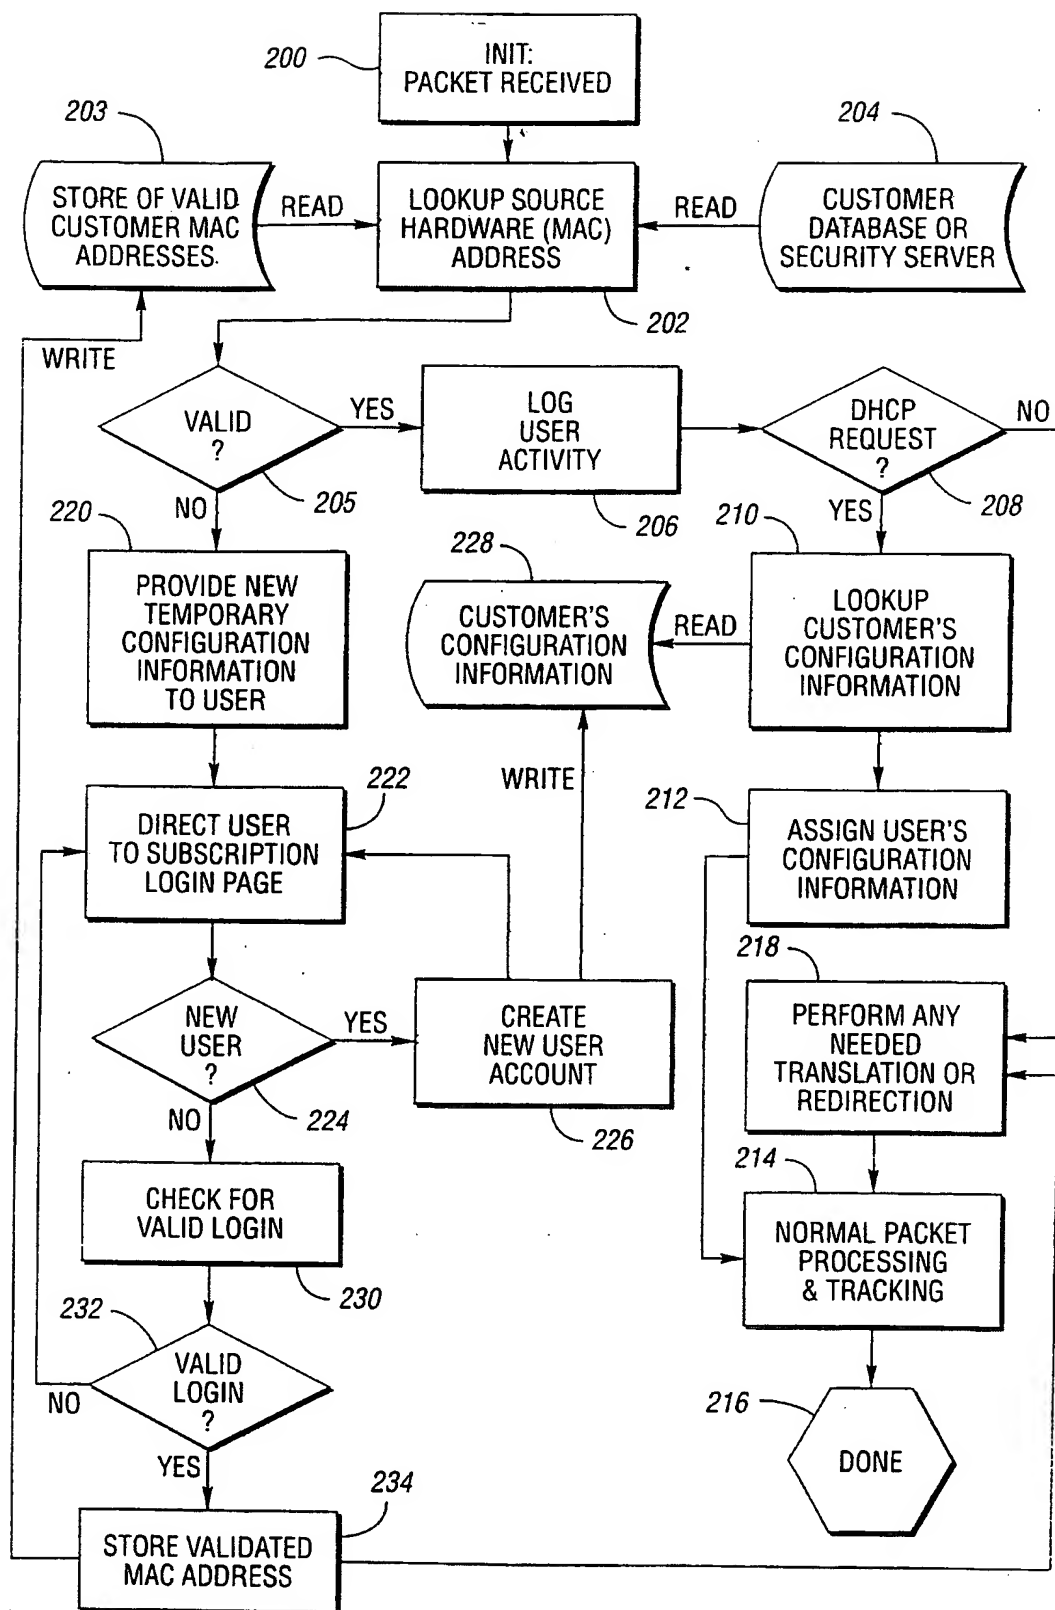 200
INIT:
PACKET RECEIVED
203
STORE OF VALID
CUSTOMER MAC
ADDRESSES
READ
LOOKUP SOURCE
HARDWARE (MAC)
ADDRESS
202
READ
204
CUSTOMER
DATABASE OR
SECURITY SERVER
WRITE
VALID
?
205
YES
NO
LOG
USER
ACTIVITY
206
DHCP
REQUEST
?
208
NO
YES
220
PROVIDE NEW
TEMPORARY
CONFIGURATION
INFORMATION
TO USER
228
CUSTOMER'S
CONFIGURATION
INFORMATION
READ
210
LOOKUP
CUSTOMER'S
CONFIGURATION
INFORMATION
WRITE
222
DIRECT USER
TO SUBSCRIPTION
LOGIN PAGE
212
ASSIGN USER'S
CONFIGURATION
INFORMATION
NEW
USER
?
224
YES
NO
CREATE
NEW USER
ACCOUNT
226
218
PERFORM ANY
NEEDED
TRANSLATION OR
REDIRECTION
CHECK FOR
VALID LOGIN
230
214
NORMAL PACKET
PROCESSING
& TRACKING
232
VALID
LOGIN
?
NO
YES
216
DONE
234
STORE VALIDATED
MAC ADDRESS